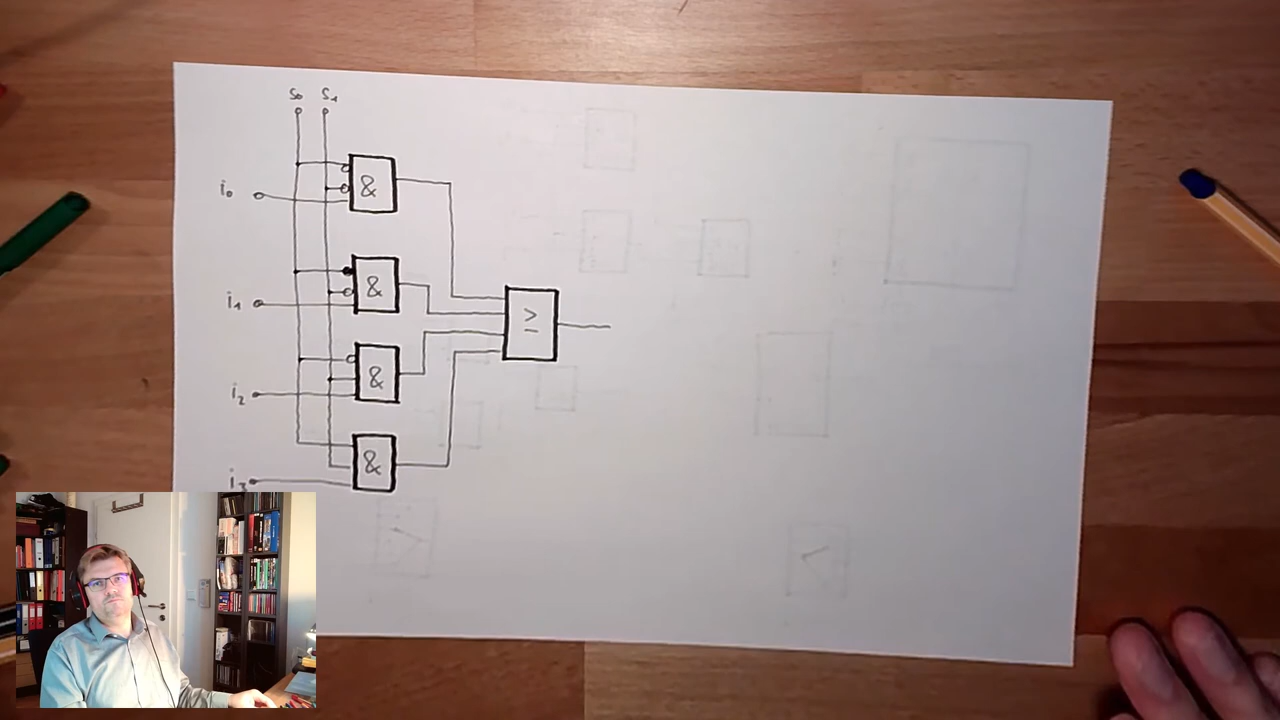 S₀ S₁
i₀ &
i₁ &
≥
i₂ &
i₃ &